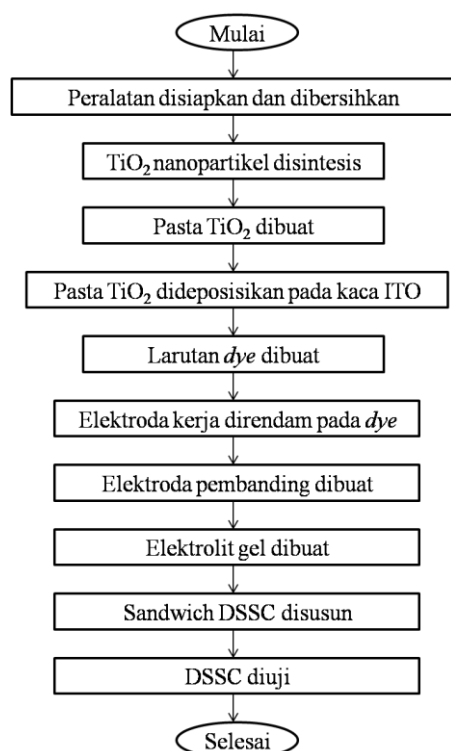 Mulai
Peralatan disiapkan dan dibersihkan
TiO₂ nanopartikel disintesis
Pasta TiO₂ dibuat
Pasta TiO₂ dideposisikan pada kaca ITO
Larutan dye dibuat
Elektroda kerja direndam pada dye
Elektroda pembanding dibuat
Elektrolit gel dibuat
Sandwich DSSC disusun
DSSC diuji
Selesai